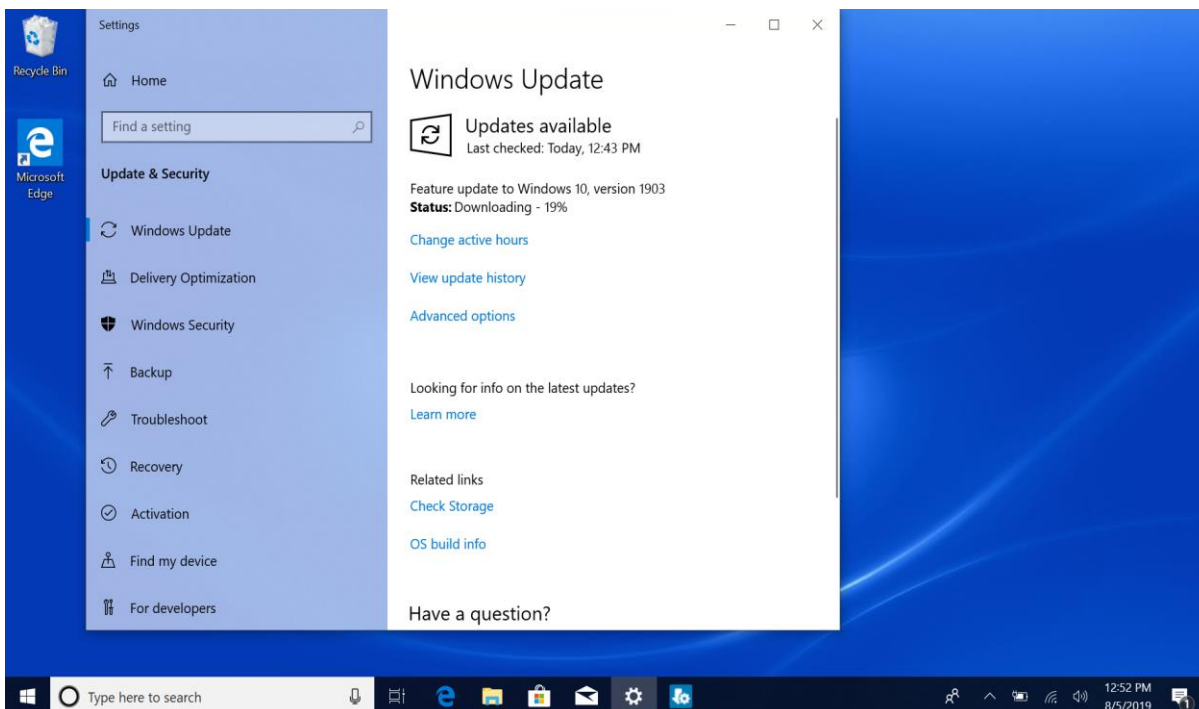 Recycle Bin
Microsoft
Edge
Settings
Home
Find a setting
Update & Security
Windows Update
Delivery Optimization
Windows Security
Backup
Troubleshoot
Recovery
Activation
Find my device
For developers
Windows Update
Updates available
Last checked: Today, 12:43 PM
Feature update to Windows 10, version 1903
Status: Downloading - 19%
Change active hours
View update history
Advanced options
Looking for info on the latest updates?
Learn more
Related links
Check Storage
OS build info
Have a question?
Type here to search
12:52 PM
8/5/2019
1